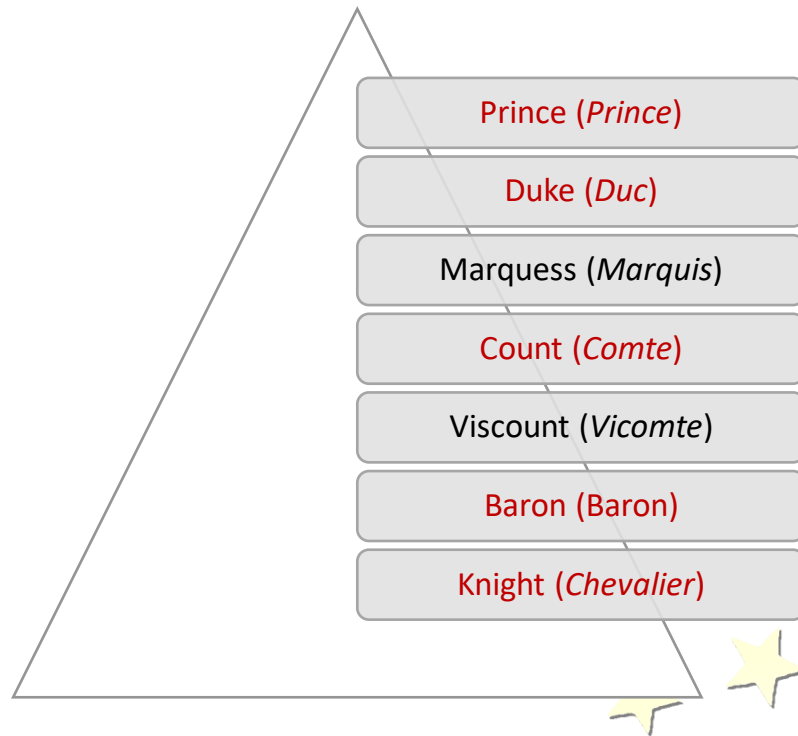 Prince (Prince)
Duke (Duc)
Marquess (Marquis)
Count (Comte)
Viscount (Vicomte)
Baron (Baron)
Knight (Chevalier)